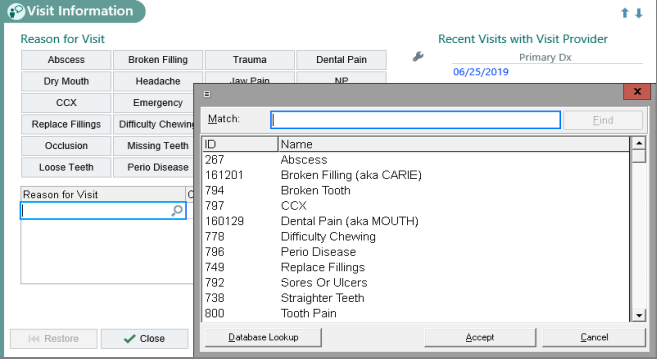 Visit Information
Reason for Visit
Recent Visits with Visit Provider
Abscess Broken Filling Trauma Dental Pain
Primary Dx
06/25/2019
Dry Mouth Headache Jaw Pain NP
CCX Emergency
Replace Fillings Difficulty Chewing
Occlusion Missing Teeth
Loose Teeth Perio Disease
Reason for Visit C
Restore Close
Match: Find
ID Name
267 Abscess
161201 Broken Filling (aka CARIE)
794 Broken Tooth
797 CCX
160129 Dental Pain (aka MOUTH)
778 Difficulty Chewing
796 Perio Disease
749 Replace Fillings
792 Sores Or Ulcers
738 Straighter Teeth
800 Tooth Pain
Database Lookup Accept Cancel